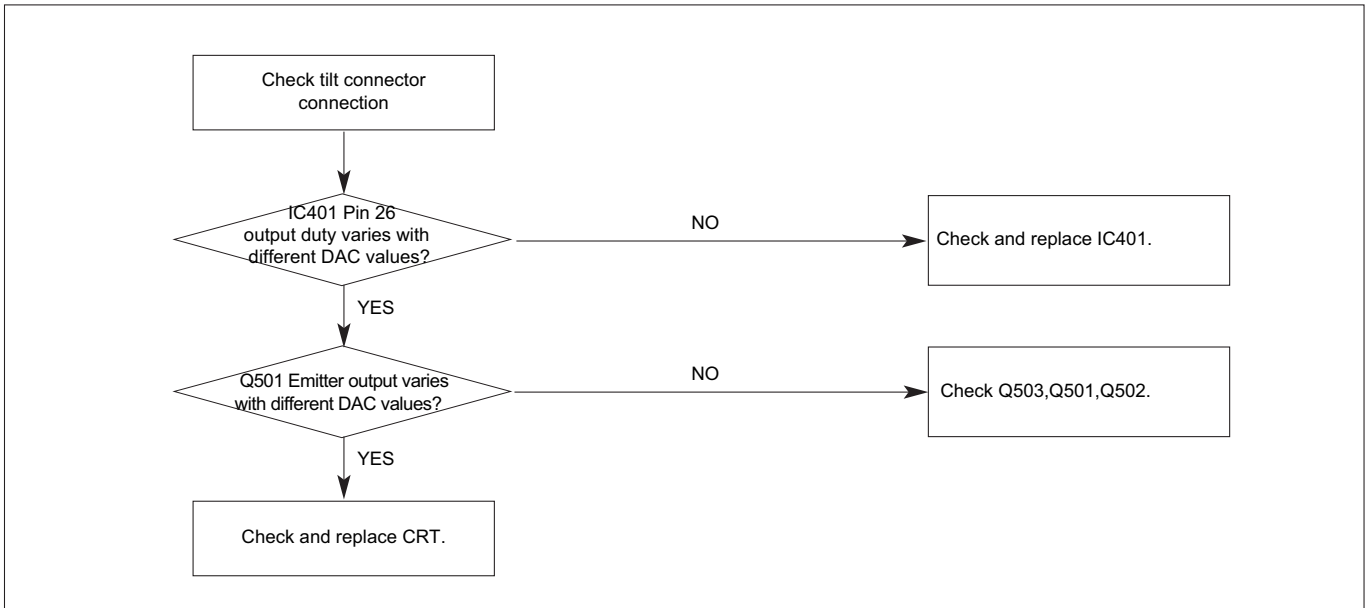 Check tilt connector
connection
IC401 Pin 26
output duty varies with
different DAC values?
NO
Check and replace IC401.
YES
Q501 Emitter output varies
with different DAC values?
NO
Check Q503,Q501,Q502.
YES
Check and replace CRT.